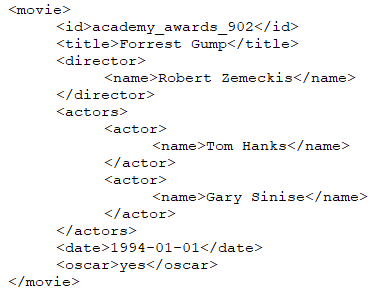 <movie>
<id>academy_awards_902</id>
<title>Forrest Gump</title>
<director>
<name>Robert Zemeckis</name>
</director>
<actors>
<actor>
<name>Tom Hanks</name>
</actor>
<actor>
<name>Gary Sinise</name>
</actor>
</actors>
<date>1994-01-01</date>
<oscar>yes</oscar>
</movie>